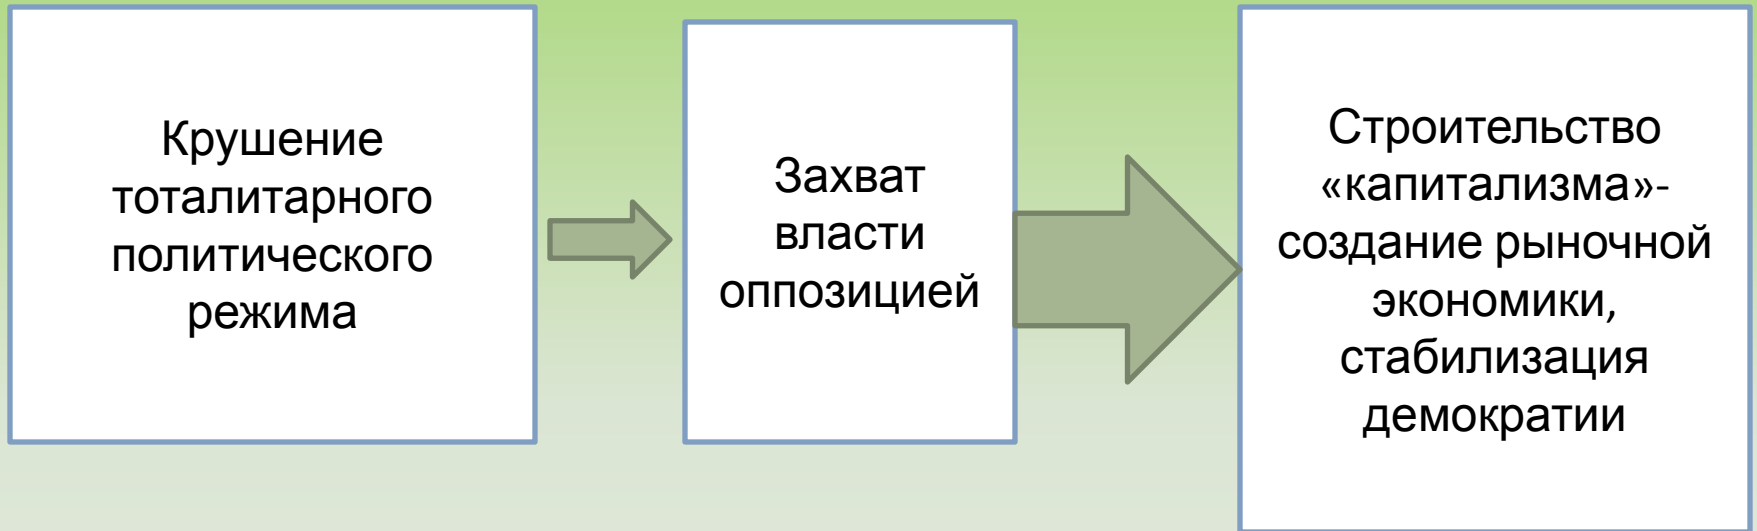 Крушение
тоталитарного
политического
режима
Захват
власти
оппозицией
Строительство
«капитализма»-
создание рыночной
экономики,
стабилизация
демократии